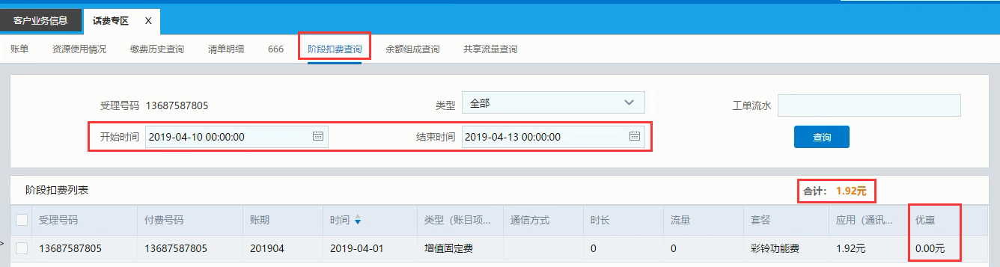 客户业务信息 话费专区 X
账单 资源使用情况 缴费历史查询 清单明细 666 阶段扣费查询 余额组成查询 共享流量查询
受理号码 13687587805 类型 全部 工单流水
开始时间 2019-04-10 00:00:00 结束时间 2019-04-13 00:00:00 查询
阶段扣费列表 合计： 1.92元
受理号码 付费号码 账期 时间 类型（账目项... 通信方式 时长 流量 套餐 应用（通讯... 优惠
> 13687587805 13687587805 201904 2019-04-01 增值固定费 0 0 彩铃功能费 1.92元 0.00元